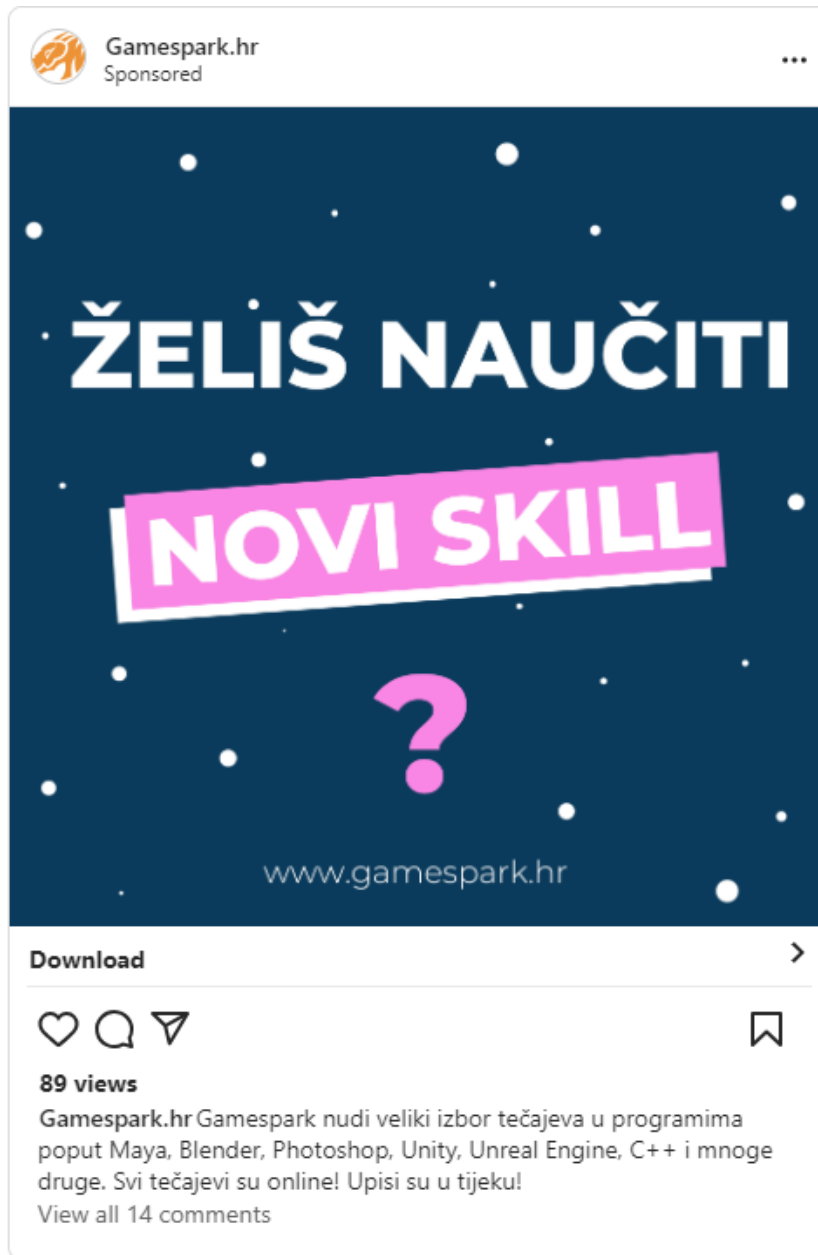 Gamespark.hr
Sponsored
ŽELIŠ NAUČITI
NOVI SKILL
?
www.gamespark.hr
Download
89 views
Gamespark.hr Gamespark nudi veliki izbor tečajeva u programima
poput Maya, Blender, Photoshop, Unity, Unreal Engine, C++ i mnoge
druge. Svi tečajevi su online! Upisi su u tijeku!
View all 14 comments